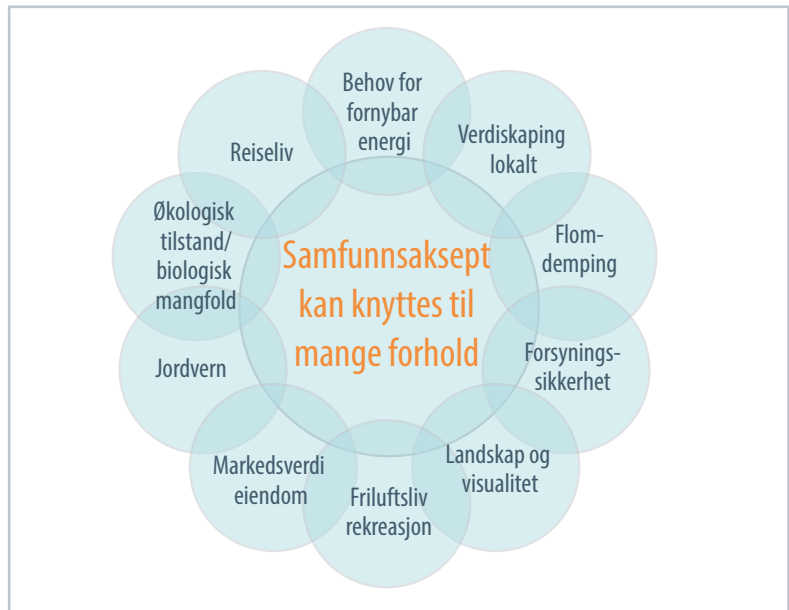 Behov for
fornybar
energi
Verdiskaping
lokalt
Flom-
demping
Forsynings-
sikkerhet
Landskap og
visualitet
Friluftsliv
rekreasjon
Markedsverdi
eiendom
Jordvern
Økologisk
tilstand/
biologisk
mangfold
Reiseliv
Samfunnsaksept
kan knyttes til
mange forhold